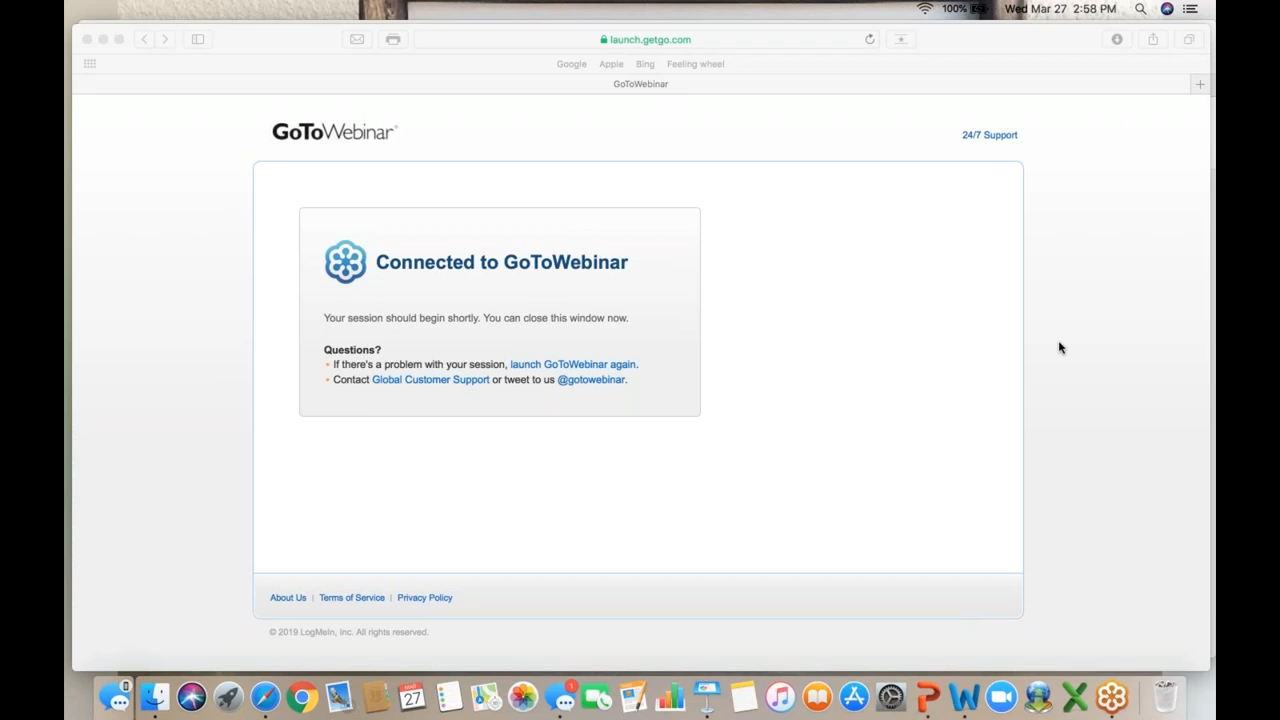 100%
Wed Mar 27 2:58 PM
launch.getgo.com
Google Apple Bing Feeling wheel
GoToWebinar
GoToWebinar
24/7 Support
Connected to GoToWebinar
Your session should begin shortly. You can close this window now.
Questions?
• If there's a problem with your session, launch GoToWebinar again.
• Contact Global Customer Support or tweet to us @gotowebinar.
About Us | Terms of Service | Privacy Policy
© 2019 LogMeIn, Inc. All rights reserved.
27
1